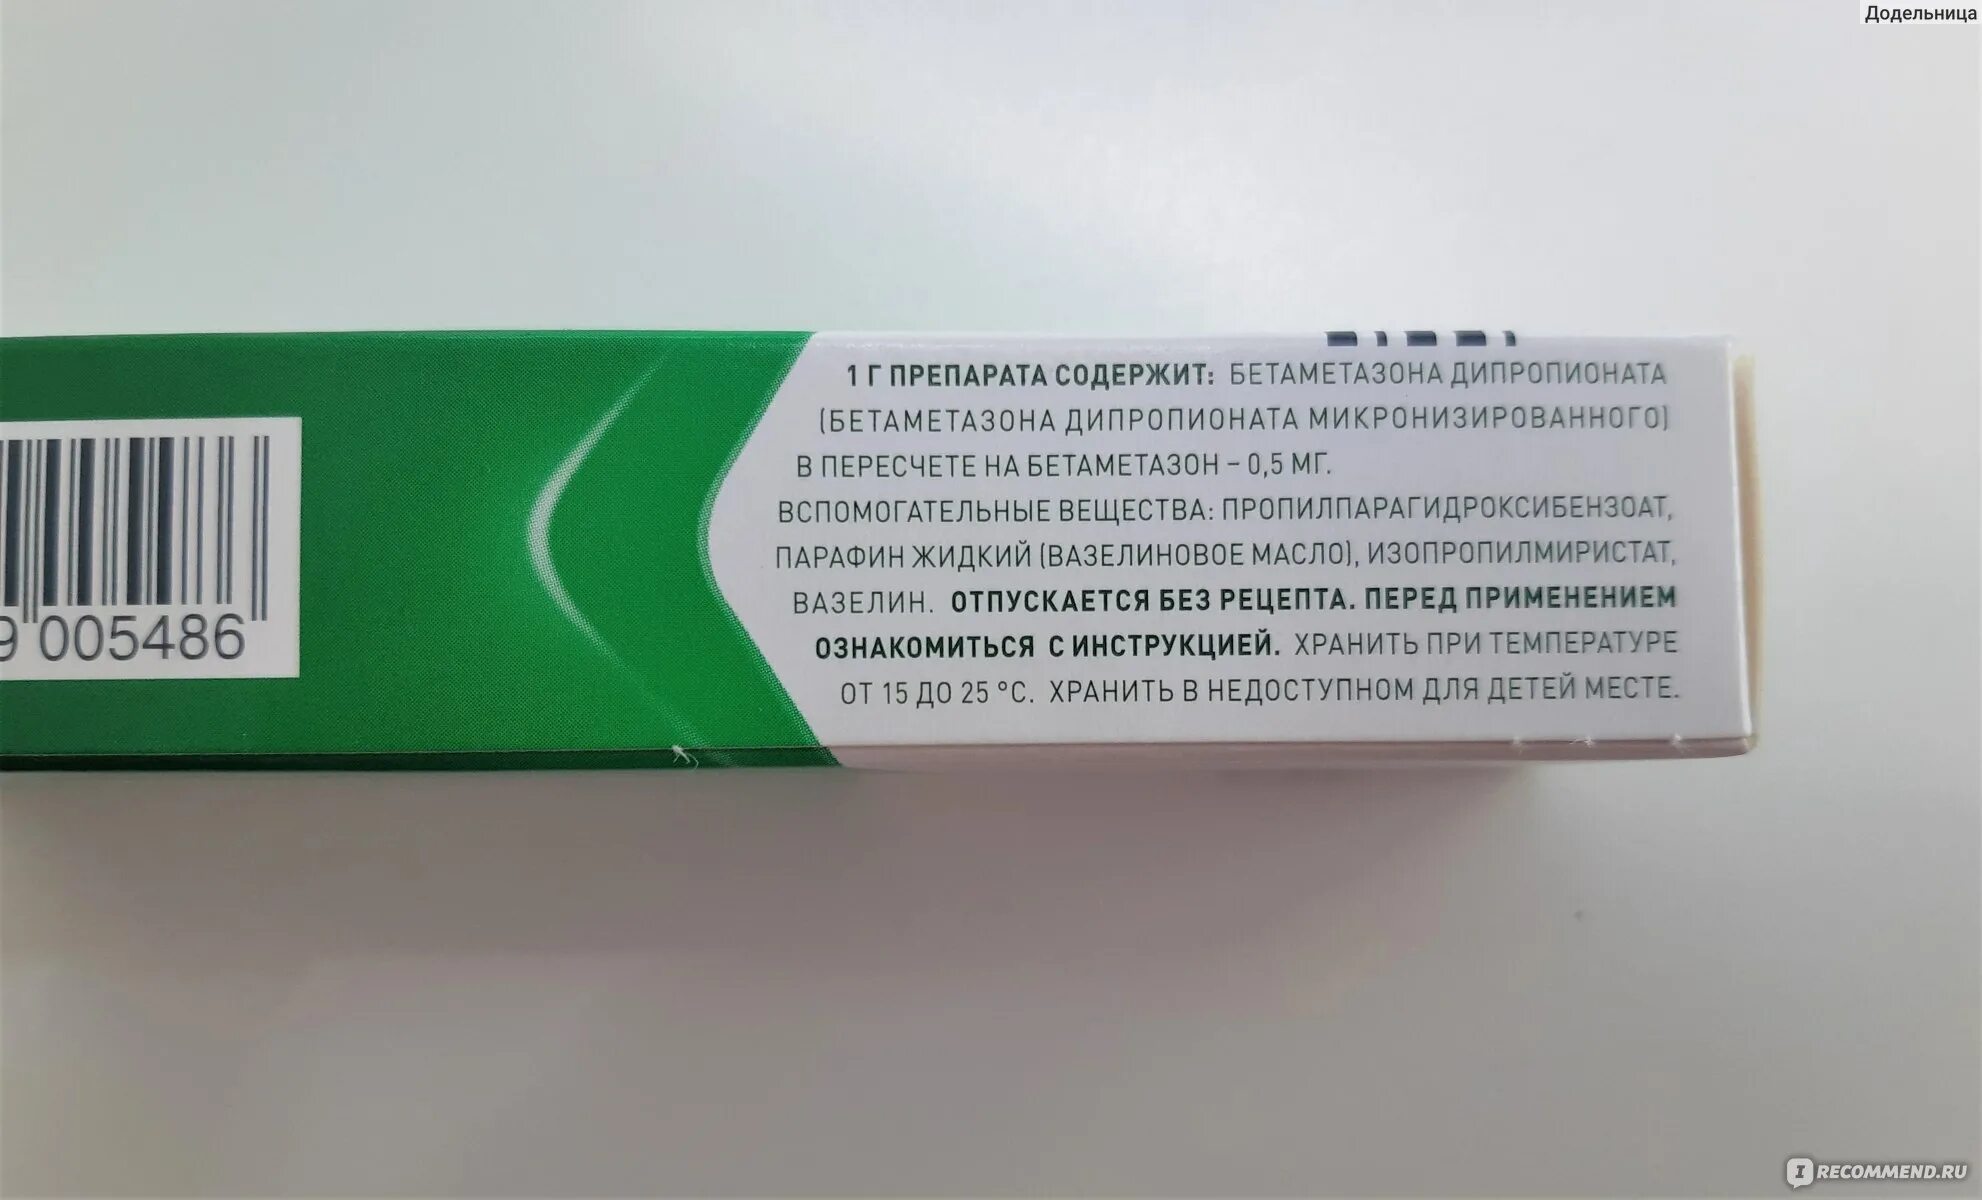 Додельница
1 Г ПРЕПАРАТА СОДЕРЖИТ: БЕТАМЕТАЗОНА ДИПРОПИОНАТА
(БЕТАМЕТАЗОНА ДИПРОПИОНАТА МИКРОНИЗИРОВАННОГО)
В ПЕРЕСЧЕТЕ НА БЕТАМЕТАЗОН – 0,5 МГ.
ВСПОМОГАТЕЛЬНЫЕ ВЕЩЕСТВА: ПРОПИЛПАРАГИДРОКСИБЕНЗОАТ,
ПАРАФИН ЖИДКИЙ (ВАЗЕЛИНОВОЕ МАСЛО), ИЗОПРОПИЛМИРИСТАТ,
ВАЗЕЛИН. ОТПУСКАЕТСЯ БЕЗ РЕЦЕПТА. ПЕРЕД ПРИМЕНЕНИЕМ
ОЗНАКОМИТЬСЯ С ИНСТРУКЦИЕЙ. ХРАНИТЬ ПРИ ТЕМПЕРАТУРЕ
ОТ 15 ДО 25 °С. ХРАНИТЬ В НЕДОСТУПНОМ ДЛЯ ДЕТЕЙ МЕСТЕ.
9 005486
IRECOMMEND.RU